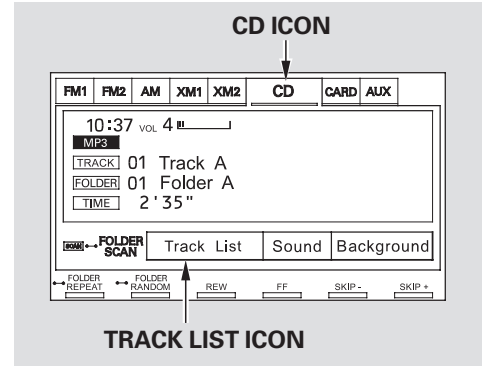 CD ICON
FM1 FM2 AM XM1 XM2 CD CARD AUX
10:37 VOL 4
MP3
TRACK 01 Track A
FOLDER 01 Folder A
TIME 2'35"
SCAN FOLDER SCAN Track List Sound Background
FOLDER REPEAT FOLDER RANDOM REW FF SKIP- SKIP+
TRACK LIST ICON